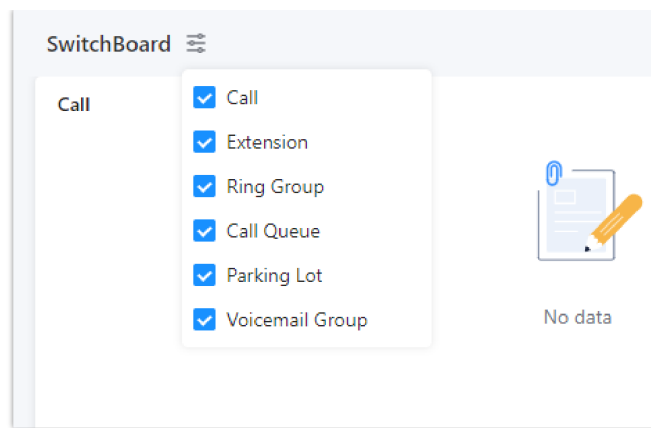 SwitchBoard
Call
Call
Extension
Ring Group
Call Queue
Parking Lot
Voicemail Group
No data